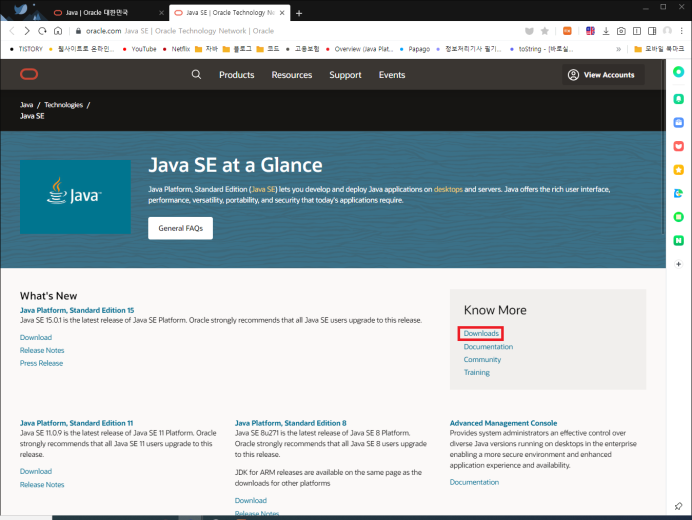 Java | Oracle 대한민국
Java SE | Oracle Technology Ne
oracle.com Java SE | Oracle Technology Network | Oracle
TISTORY
웹사이트로 온라인...
YouTube
Netflix
자바
블로그
코드
고용보험
Overview (Java Plat...
Papago
정보처리기사 필기...
toString - [바로실...
»
모바일 북마크
Products
Resources
Support
Events
View Accounts
Java / Technologies /
Java SE
Java
Java SE at a Glance
Java Platform, Standard Edition (Java SE) lets you develop and deploy Java applications on desktops and servers. Java offers the rich user interface,
performance, versatility, portability, and security that today's applications require.
General FAQs
What's New
Java Platform, Standard Edition 15
Java SE 15.0.1 is the latest release of Java SE Platform. Oracle strongly recommends that all Java SE users upgrade to this release.
Download
Release Notes
Press Release
Know More
Downloads
Documentation
Community
Training
Java Platform, Standard Edition 11
Java SE 11.0.9 is the latest release of Java SE 11 Platform. Oracle
strongly recommends that all Java SE 11 users upgrade to this
release.
Download
Release Notes
Java Platform, Standard Edition 8
Java SE 8u271 is the latest release of Java SE 8 Platform.
Oracle strongly recommends that all Java SE 8 users upgrade
to this release.
JDK for ARM releases are available on the same page as the
downloads for other platforms
Download
Release Notes
Advanced Management Console
Provides system administrators an effective control over
diverse Java versions running on desktops in the enterprise
enabling a more secure environment and enhanced
application experience and availability.
Documentation